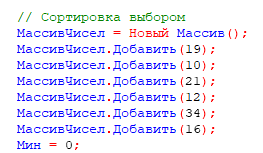 // Сортировка выбором
МассивЧисел = Новый Массив();
МассивЧисел.Добавить(19);
МассивЧисел.Добавить(10);
МассивЧисел.Добавить(21);
МассивЧисел.Добавить(12);
МассивЧисел.Добавить(34);
МассивЧисел.Добавить(16);
Мин = 0;